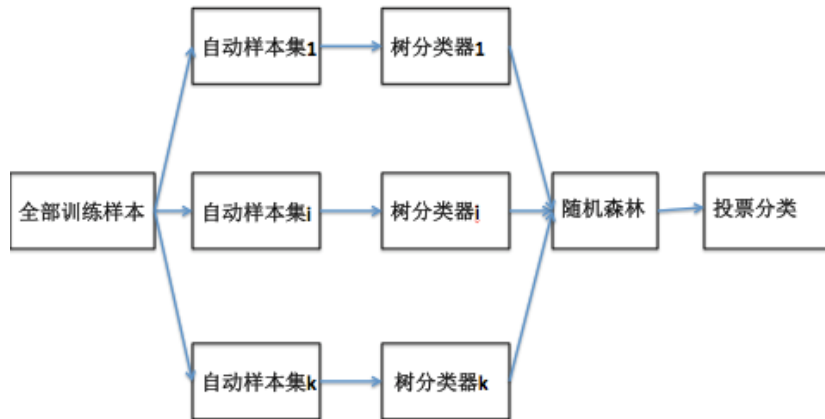 自动样本集1
树分类器1
全部训练样本
自动样本集i
树分类器i
随机森林
投票分类
自动样本集k
树分类器k